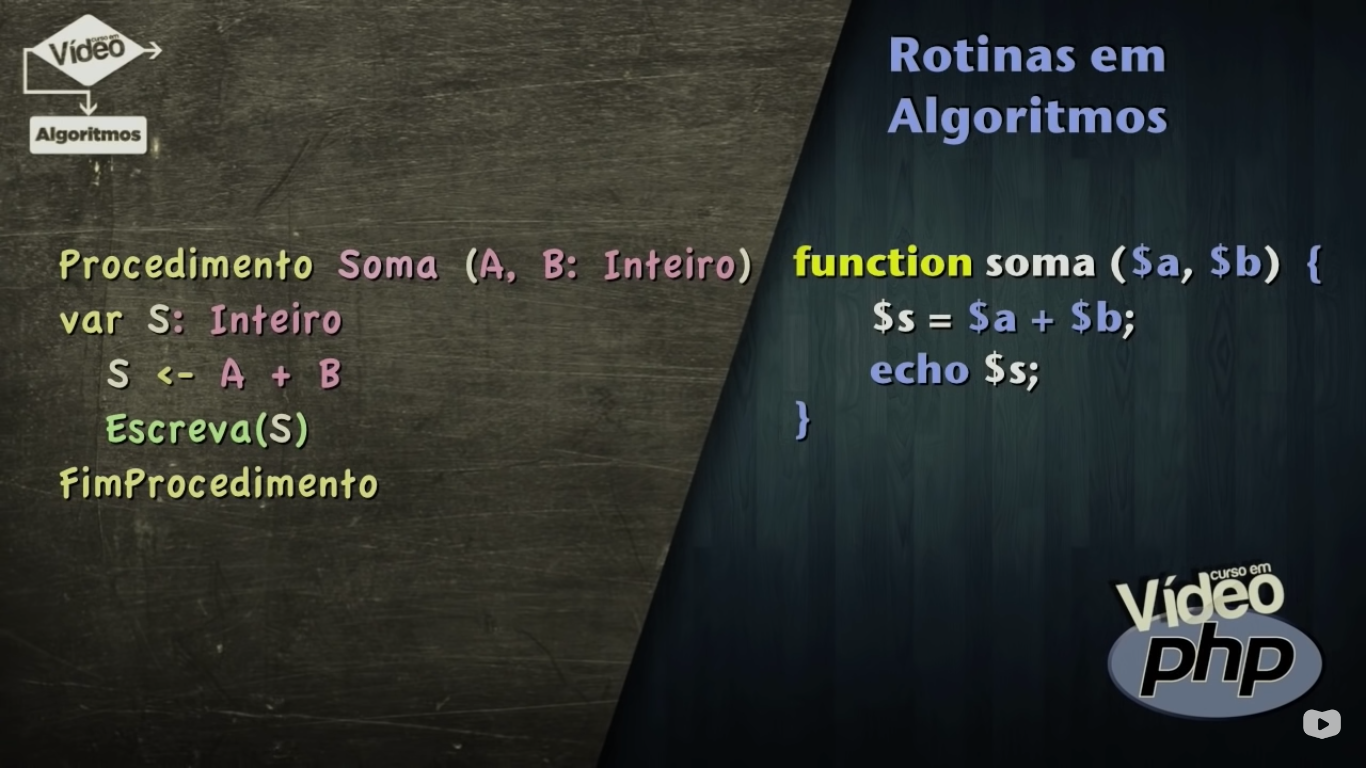 curso em
Vídeo
Algoritmos
Rotinas em
Algoritmos
Procedimento Soma (A, B: Inteiro)
var S: Inteiro
S <- A + B
Escreva(S)
FimProcedimento
function soma ($a, $b) {
$s = $a + $b;
echo $s;
}
curso em
Vídeo
php